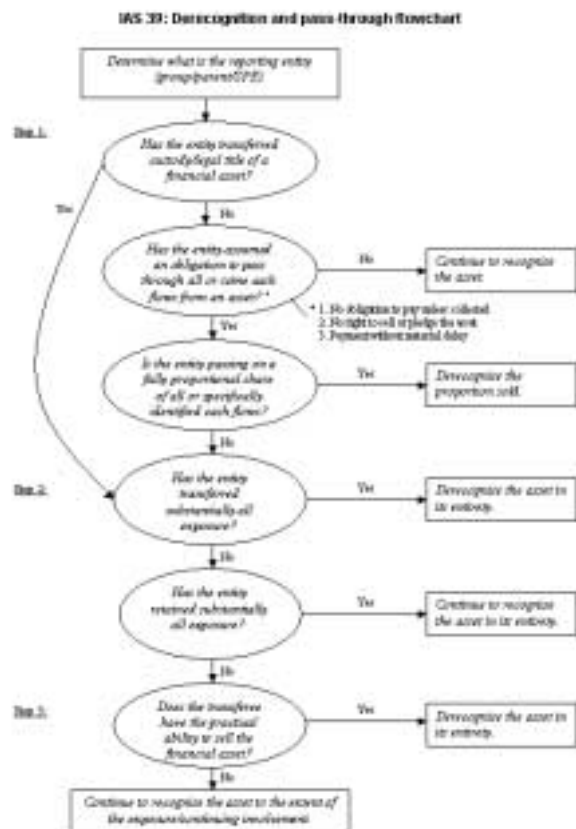 IAS 39: Derecognition and pass-through flowchart
Determine what is the reporting entity
(group/parent/SPE)
Step 1:
Has the entity transferred
custody/legal title of a
financial asset?
Yes
No
Has the entity assumed
an obligation to pass
through all or some cash
flows from an asset? *
No
Continue to recognise
the asset
* 1. No obligation to pay unless collected
2. No right to sell or pledge the asset
3. Payment without material delay
Yes
Is the entity passing on a
fully proportional share
of all or specifically
identified cash flows?
Yes
Derecognise the
proportion sold.
No
Step 2:
Has the entity
transferred
substantially all
exposure?
Yes
Derecognise the asset in
its entirety.
No
Has the entity
retained substantially
all exposure?
Yes
Continue to recognise
the asset in its entirety.
No
Step 3:
Does the transferee
have the practical
ability to sell the
financial asset?
Yes
Derecognise the asset in
its entirety.
No
Continue to recognise the asset to the extent of
the exposure/continuing involvement